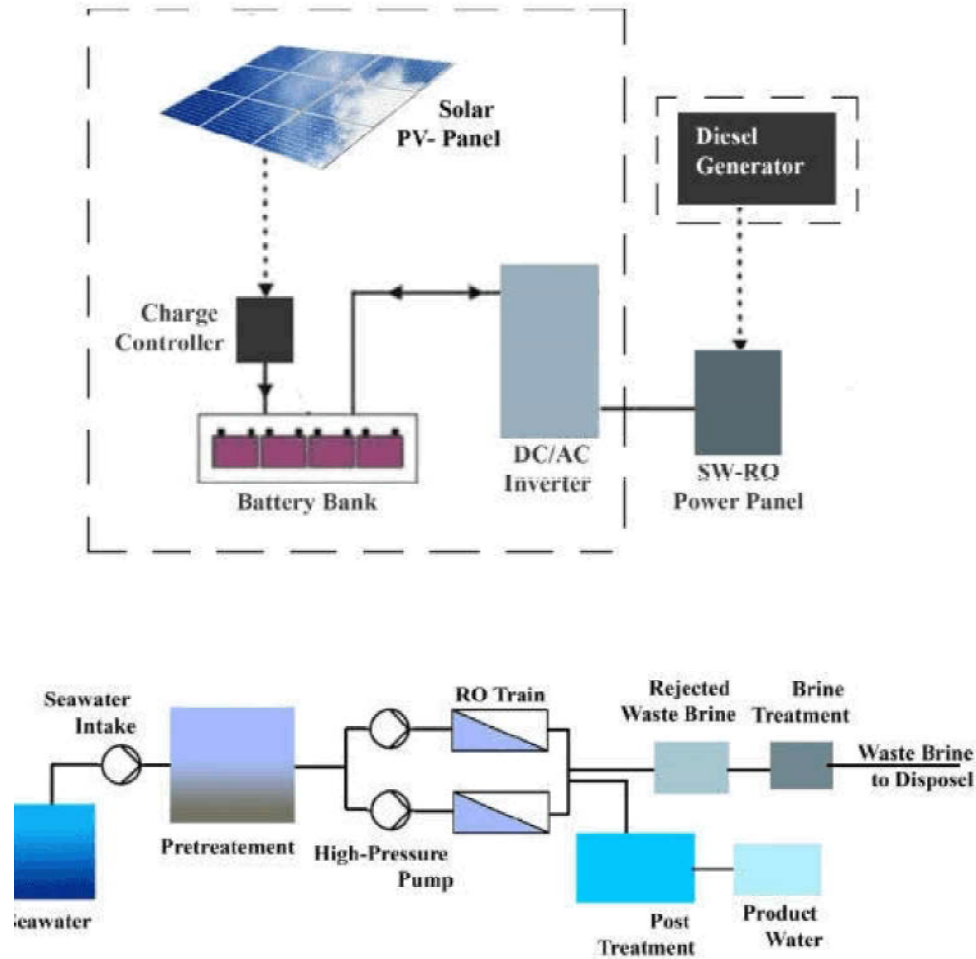 Solar
PV- Panel
Diesel
Generator
Charge
Controller
Battery Bank
DC/AC
Inverter
SW-RO
Power Panel
Seawater
Intake
RO Train
Rejected
Waste Brine
Brine
Treatment
Waste Brine
to Disposel
Pretreatement
High-Pressure
Pump
Seawater
Post
Treatment
Product
Water